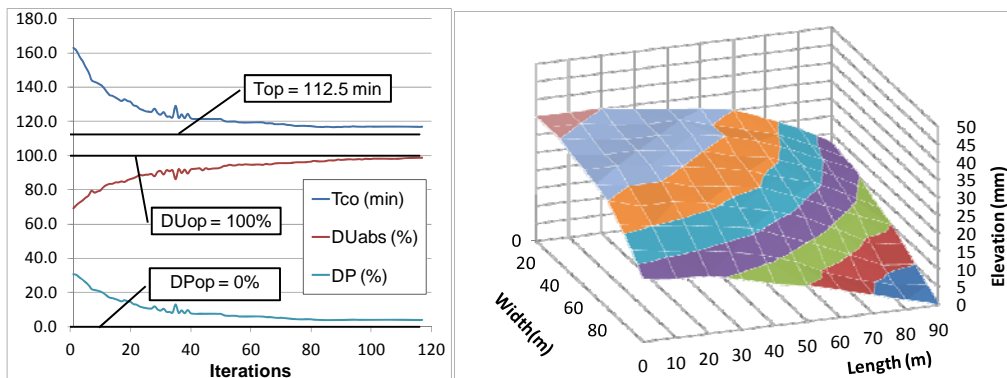 180.0
160.0
140.0
120.0
100.0
80.0
60.0
40.0
20.0
0.0
Top = 112.5 min
DUop = 100%
DPop = 0%
Tco (min)
DUabs (%)
DP (%)
0 20 40 60 80 100 120
Iterations
50
45
40
35
30
25
20
15
10
5
0
Elevation (mm)
0
20
40
60
80
Width(m)
0 10 20 30 40 50 60 70 80 90
Length (m)